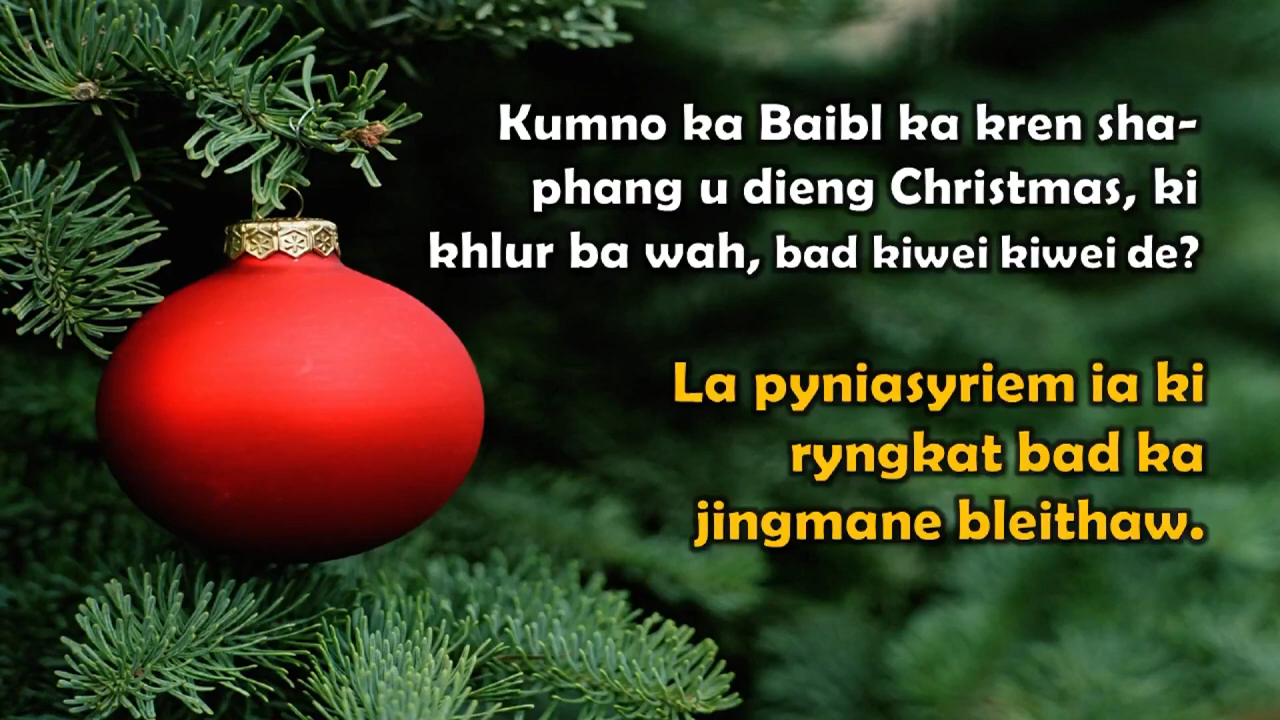 Kumno ka Baibl ka kren sha-
phang u dieng Christmas, ki
khlur ba wah, bad kiwei kiwei de?
La pyniasyriem ia ki
ryngkat bad ka
jingmane bleithaw.